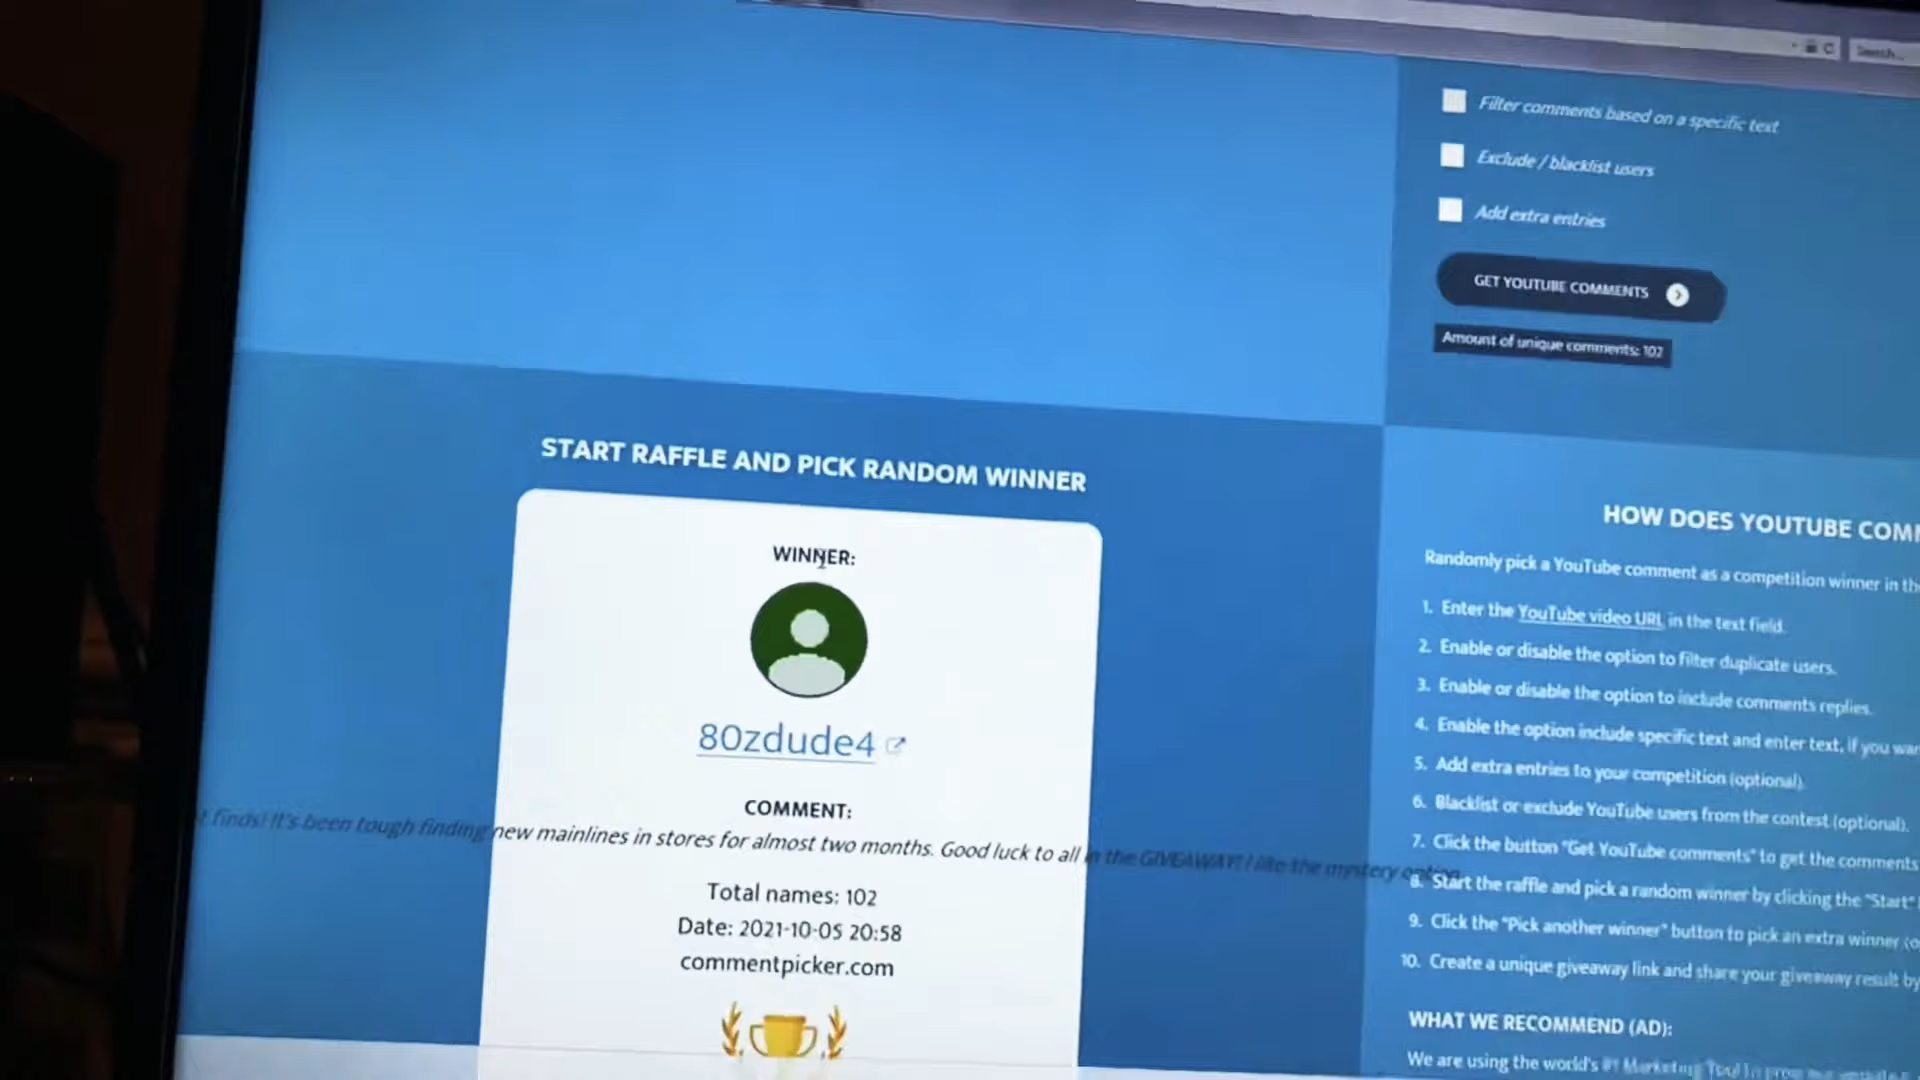 Search...
Filter comments based on a specific text
Exclude / blacklist users
Add extra entries
GET YOUTUBE COMMENTS
Amount of unique comments: 102
START RAFFLE AND PICK RANDOM WINNER
WINNER:
80zdude4
COMMENT:
t finds! It's been tough finding new mainlines in stores for almost two months. Good luck to all in the GIVEAWAY! I like the mystery option
Total names: 102
Date: 2021-10-05 20:58
commentpicker.com
HOW DOES YOUTUBE COMM
Randomly pick a YouTube comment as a competition winner in the
1. Enter the YouTube video URL in the text field.
2. Enable or disable the option to filter duplicate users.
3. Enable or disable the option to include comments replies.
4. Enable the option include specific text and enter text, if you wan
5. Add extra entries to your competition (optional).
6. Blacklist or exclude YouTube users from the contest (optional).
7. Click the button "Get YouTube comments" to get the comments
8. Start the raffle and pick a random winner by clicking the "Start"
9. Click the "Pick another winner" button to pick an extra winner (o
10. Create a unique giveaway link and share your giveaway result by
WHAT WE RECOMMEND (AD):
We are using the world's #1 Marketing Tool to